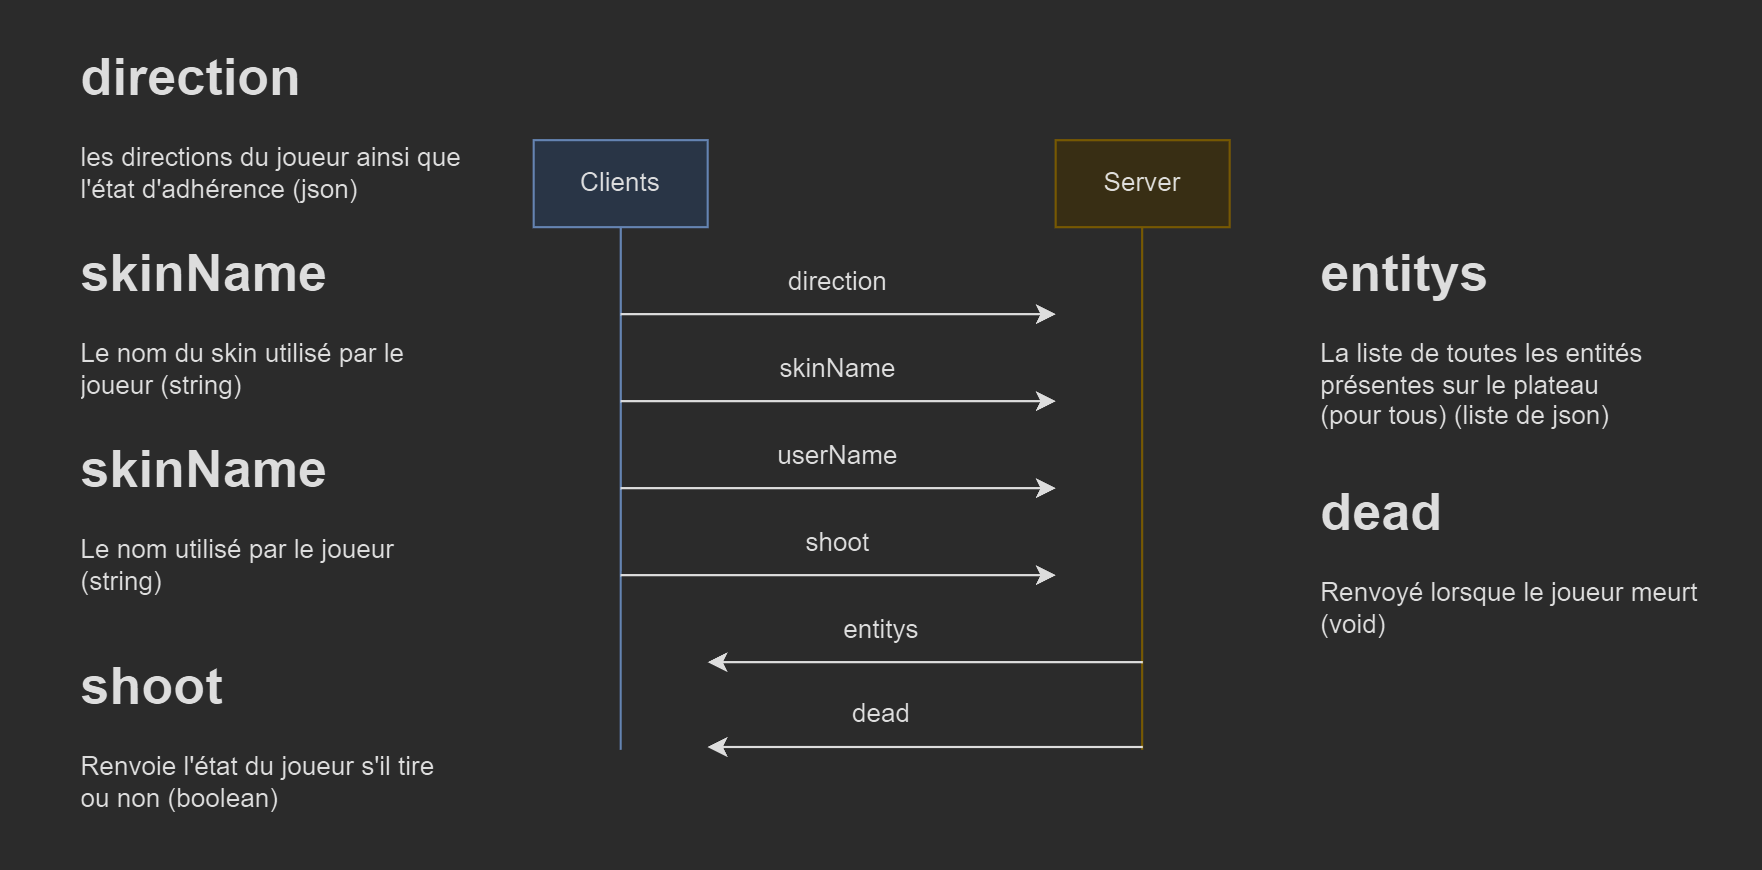 direction
les directions du joueur ainsi que
l'état d'adhérence (json)
skinName
Le nom du skin utilisé par le
joueur (string)
skinName
Le nom utilisé par le joueur
(string)
shoot
Renvoie l'état du joueur s'il tire
ou non (boolean)
Clients
Server
direction
skinName
userName
shoot
entitys
dead
entitys
La liste de toutes les entités
présentes sur le plateau
(pour tous) (liste de json)
dead
Renvoyé lorsque le joueur meurt
(void)